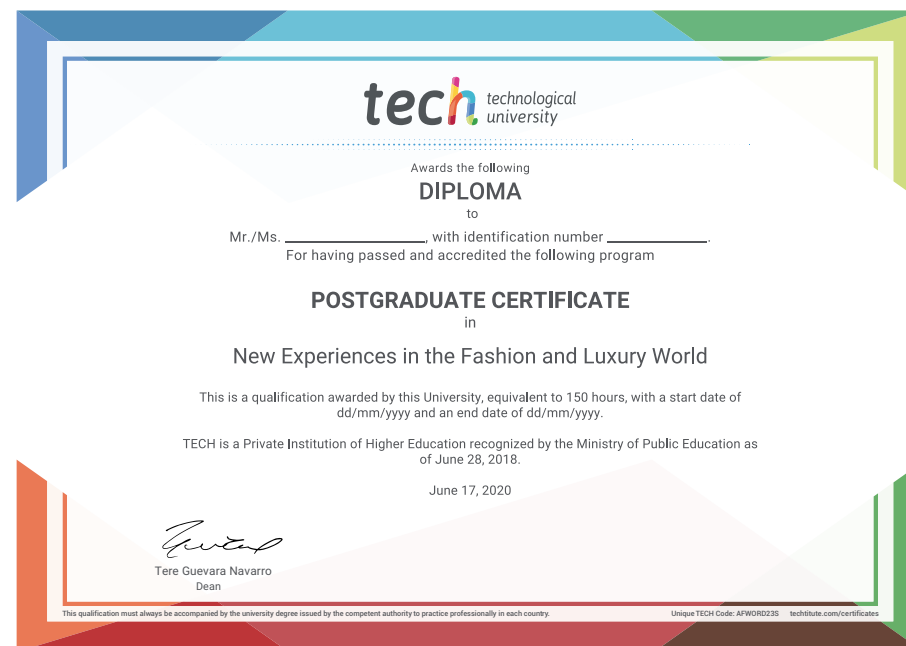 tech technological
university
Awards the following
DIPLOMA
to
Mr./Ms. ____________________, with identification number ______________.
For having passed and accredited the following program
POSTGRADUATE CERTIFICATE
in
New Experiences in the Fashion and Luxury World
This is a qualification awarded by this University, equivalent to 150 hours, with a start date of
dd/mm/yyyy and an end date of dd/mm/yyyy.
TECH is a Private Institution of Higher Education recognized by the Ministry of Public Education as
of June 28, 2018.
June 17, 2020
Tere Guevara Navarro
Dean
This qualification must always be accompanied by the university degree issued by the competent authority to practice professionally in each country. Unique TECH Code: AFWORD23S techtitute.com/certificates